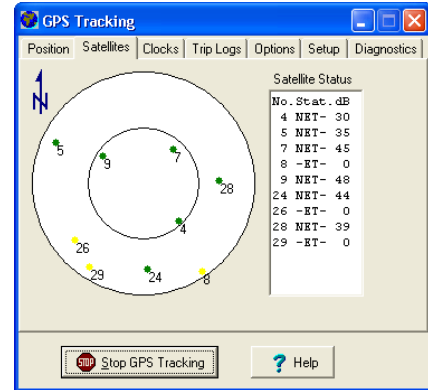 GPS Tracking
Position Satellites Clocks Trip Logs Options Setup Diagnostics
N
Satellite Status
No.Stat.dB
4 NET- 30
5 NET- 35
7 NET- 45
8 -ET- 0
9 NET- 48
24 NET- 44
26 -ET- 0
28 NET- 39
29 -ET- 0
5
9
7
28
4
26
29
24
8
STOP Stop GPS Tracking
? Help